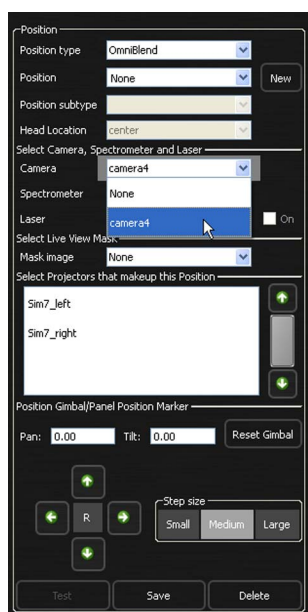 Position
Position type OmniBlend
Position None New
Position subtype
Head Location center
Select Camera, Spectrometer and Laser
Camera camera4
Spectrometer None
camera4
Laser On
Select Live View Mask
Mask image None
Select Projectors that makeup this Position
Sim7_left
Sim7_right
Position Gimbal/Panel Position Marker
Pan: 0.00 Tilt: 0.00 Reset Gimbal
Step size
R Small Medium Large
Test Save Delete